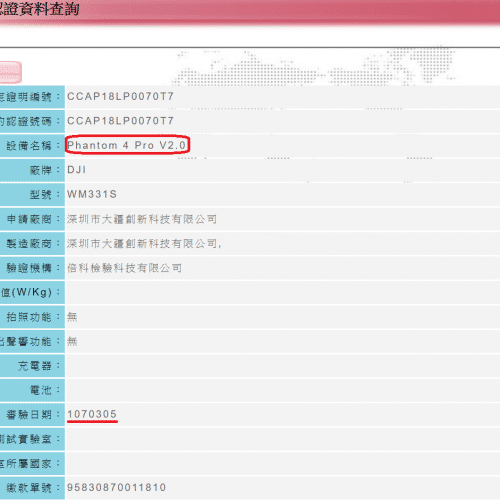 認證資料查詢
證明編號： CCAP18LP0070T7
的認證號碼： CCAP18LP0070T7
設備名稱： Phantom 4 Pro V2.0
廠牌： DJI
型號： WM331S
申請廠商： 深圳市大疆創新科技有限公司
製造廠商： 深圳市大疆創新科技有限公司,
驗證機構： 倍科檢驗科技有限公司
值(W/Kg)：
拍照功能： 無
出聲響功能： 無
充電器：
電池：
審驗日期： 1070305
測試實驗室：
室所屬國家：
繳款單號： 95830870011810